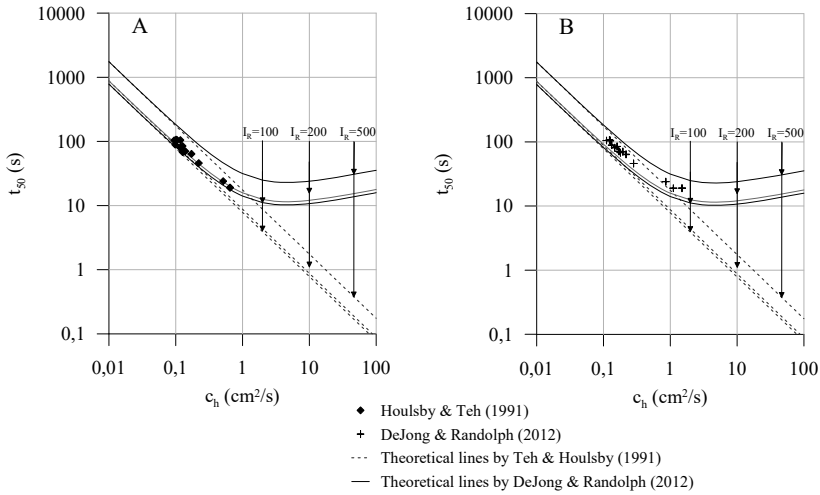 A
t50 (s)
10000
1000
100
10
1
0,1
IR=100 IR=200 IR=500
0,01 0,1 1 10 100
ch (cm²/s)
B
t50 (s)
10000
1000
100
10
1
0,1
IR=100 IR=200 IR=500
0,01 0,1 1 10 100
ch (cm²/s)
Houlsby & Teh (1991)
DeJong & Randolph (2012)
Theoretical lines by Teh & Houlsby (1991)
Theoretical lines by DeJong & Randolph (2012)